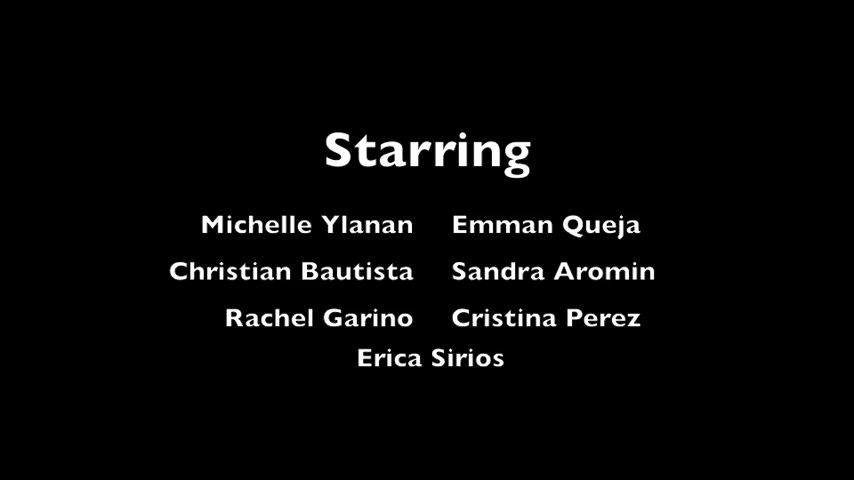 Starring
Michelle Ylanan Emman Queja
Christian Bautista Sandra Aromin
Rachel Garino Cristina Perez
Erica Sirios